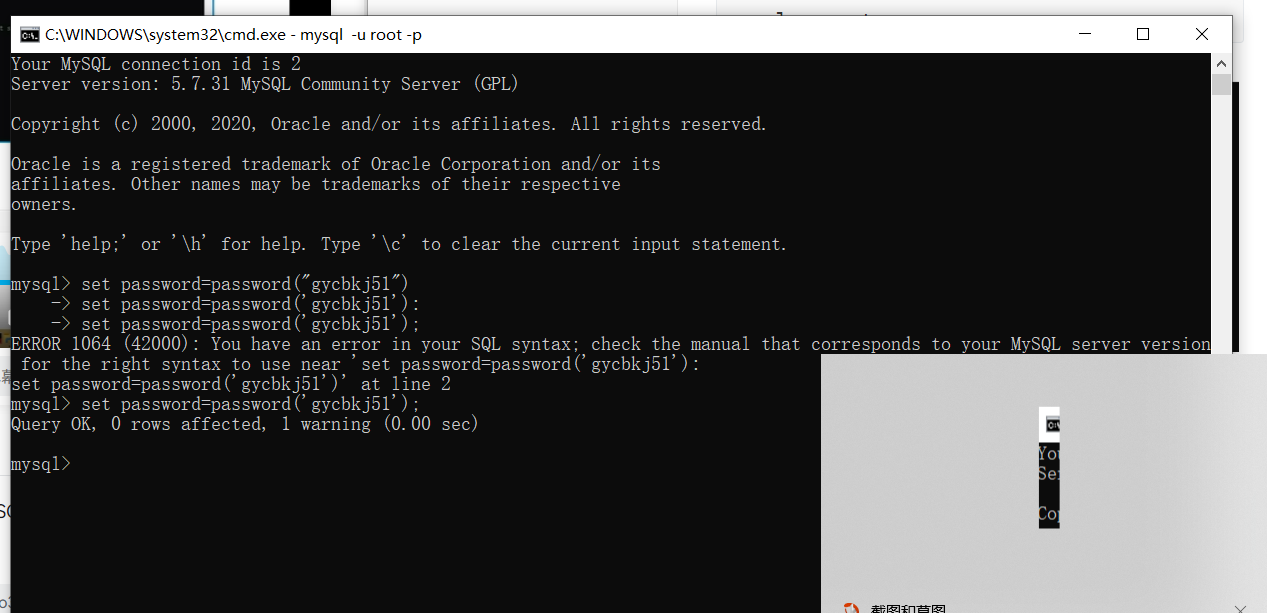 C:\WINDOWS\system32\cmd.exe - mysql  -u root -p
Your MySQL connection id is 2
Server version: 5.7.31 MySQL Community Server (GPL)
Copyright (c) 2000, 2020, Oracle and/or its affiliates. All rights reserved.
Oracle is a registered trademark of Oracle Corporation and/or its
affiliates. Other names may be trademarks of their respective
owners.
Type 'help;' or '\h' for help. Type '\c' to clear the current input statement.
mysql> set password=password("gycbkj51")
    -> set password=password('gycbkj51'):
    -> set password=password('gycbkj51');
ERROR 1064 (42000): You have an error in your SQL syntax; check the manual that corresponds to your MySQL server version
 for the right syntax to use near 'set password=password('gycbkj51'):
set password=password('gycbkj51')' at line 2
mysql> set password=password('gycbkj51');
Query OK, 0 rows affected, 1 warning (0.00 sec)
mysql>
You
Ser
Cop
截图和草图